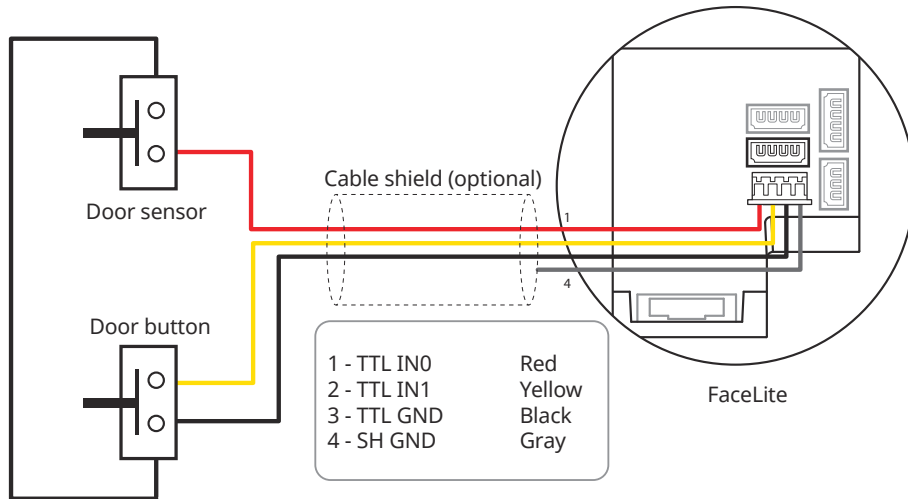 Door sensor
Cable shield (optional)
1
4
Door button
1 - TTL IN0 Red
2 - TTL IN1 Yellow
3 - TTL GND Black
4 - SH GND Gray
FaceLite